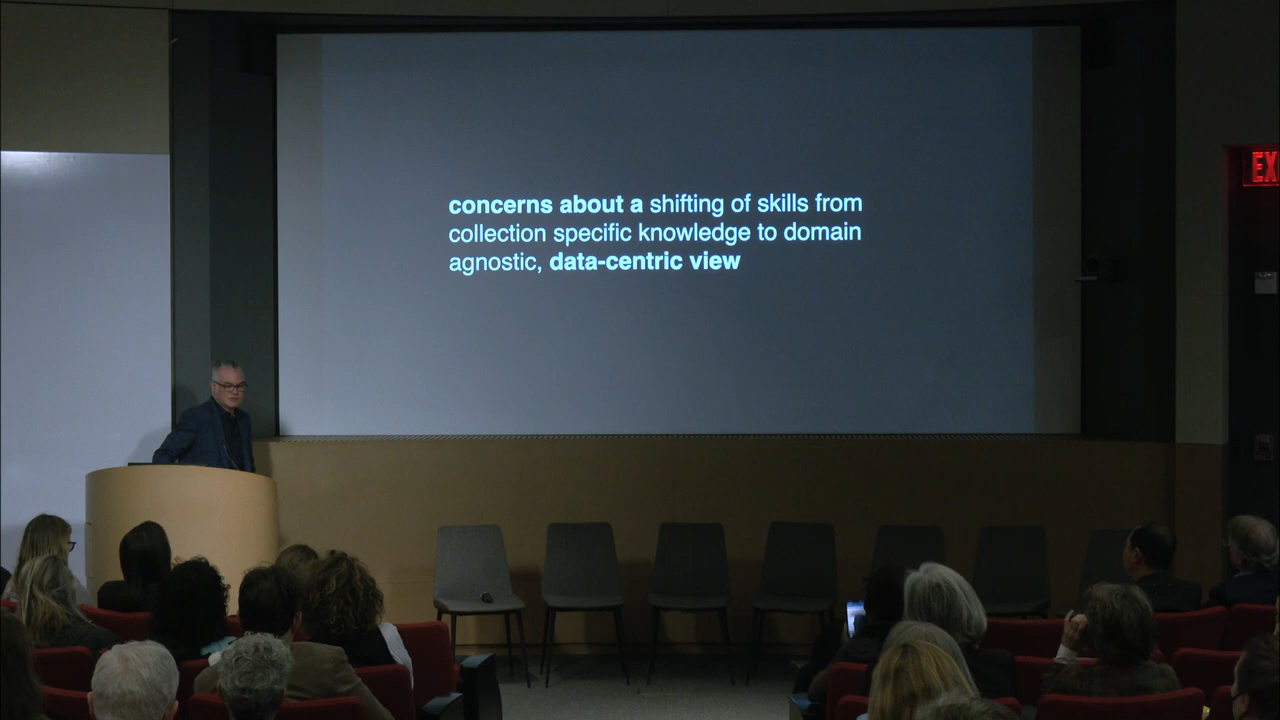 concerns about a shifting of skills from
collection specific knowledge to domain
agnostic, data-centric view
EX